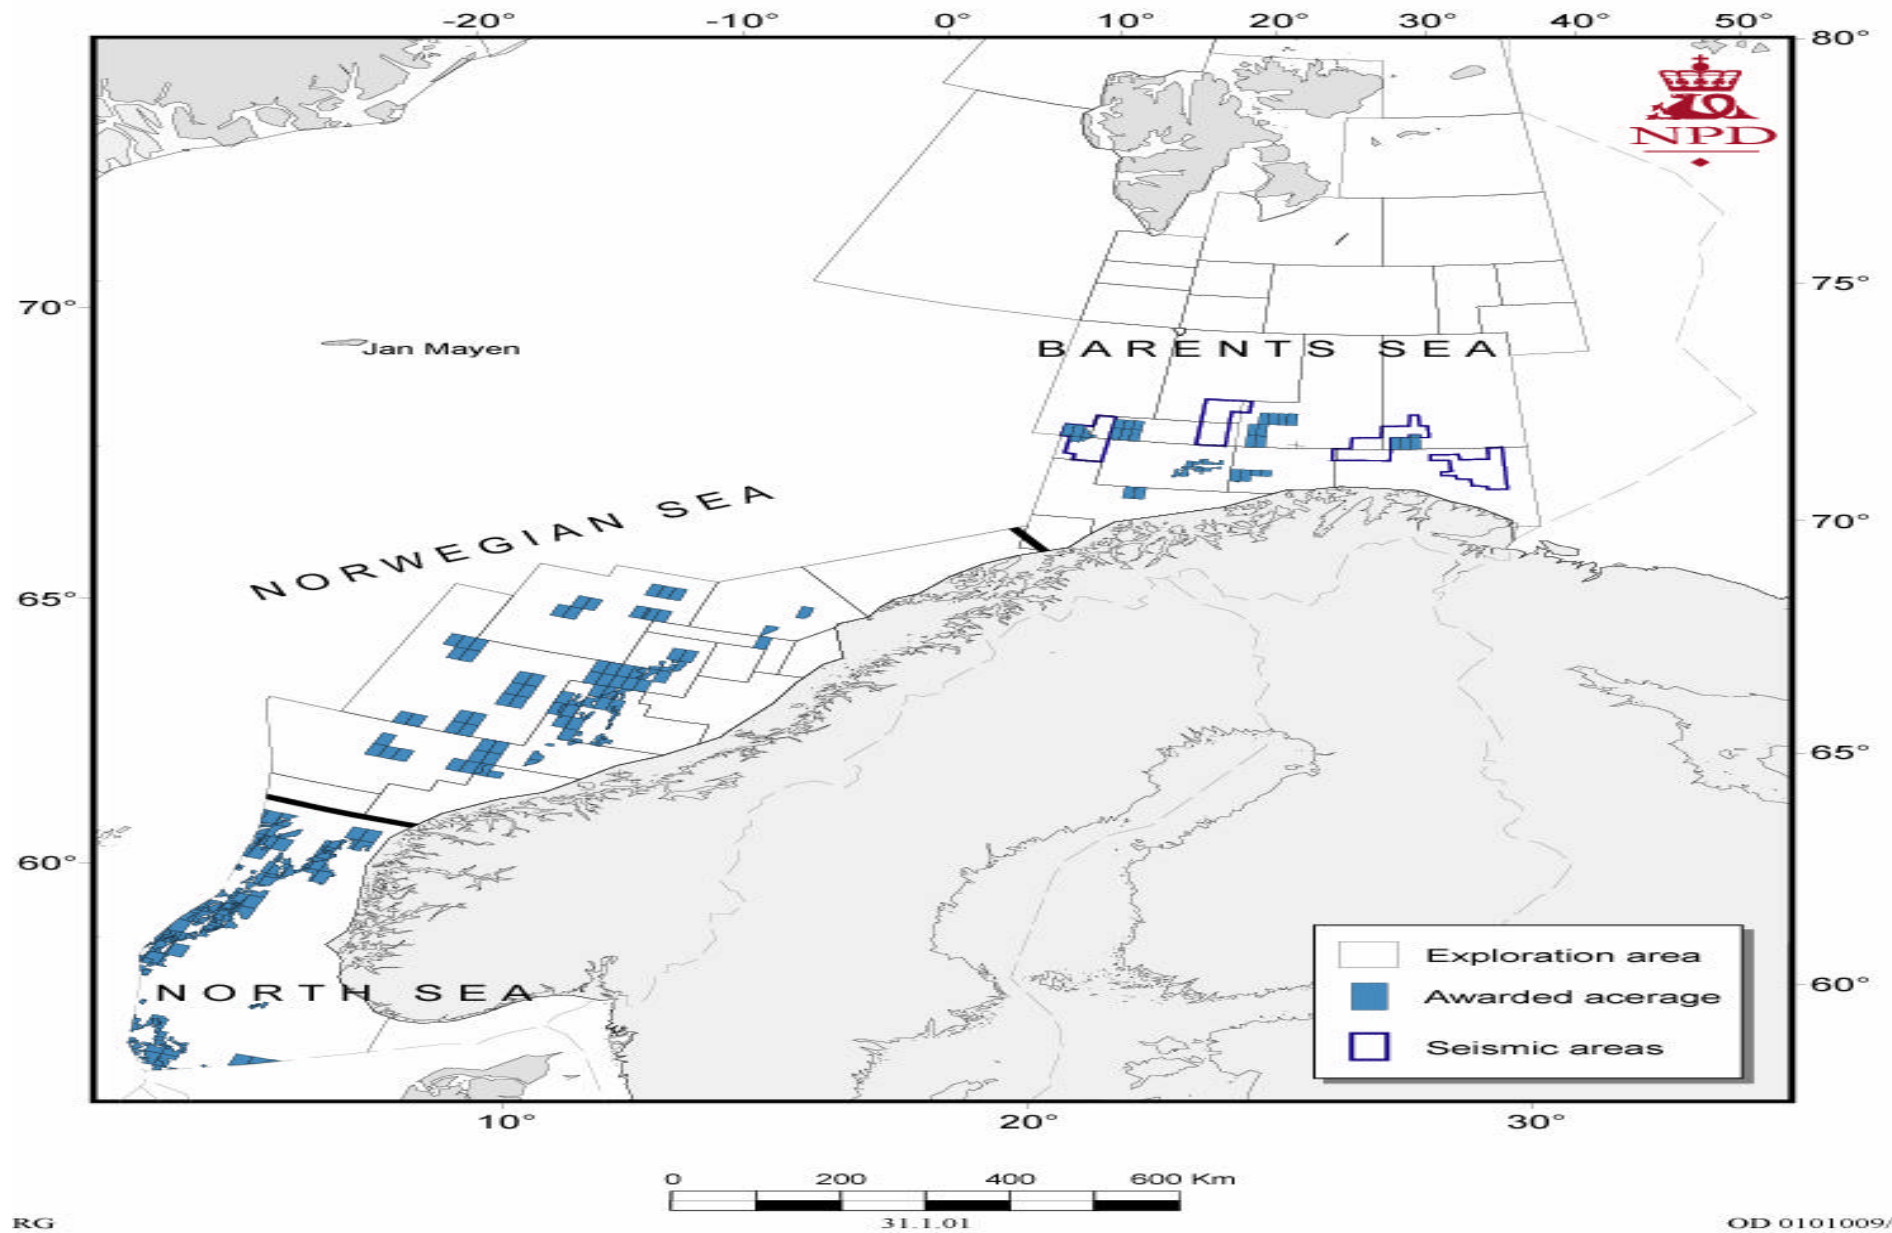 -20° -10° 0° 10° 20° 30° 40° 50°
80°
NPD
70°
75°
Jan Mayen
BARENTS SEA
NORWEGIAN SEA
70°
65°
65°
60°
Exploration area
NORTH SEA
Awarded acerage
60°
Seismic areas
10° 20° 30°
0 200 400 600 Km
RG 31.1.01 OD 0101009/